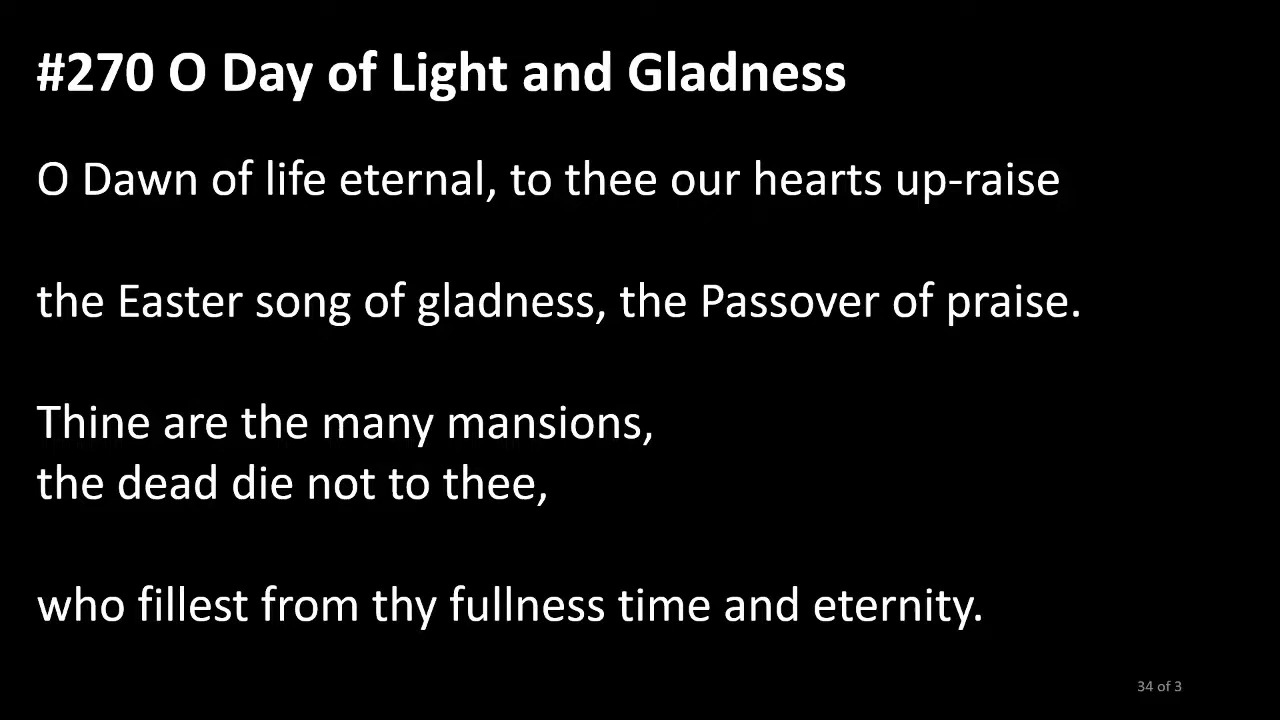 #270 O Day of Light and Gladness
O Dawn of life eternal, to thee our hearts up-raise
the Easter song of gladness, the Passover of praise.
Thine are the many mansions,
the dead die not to thee,
who fillest from thy fullness time and eternity.
34 of 3